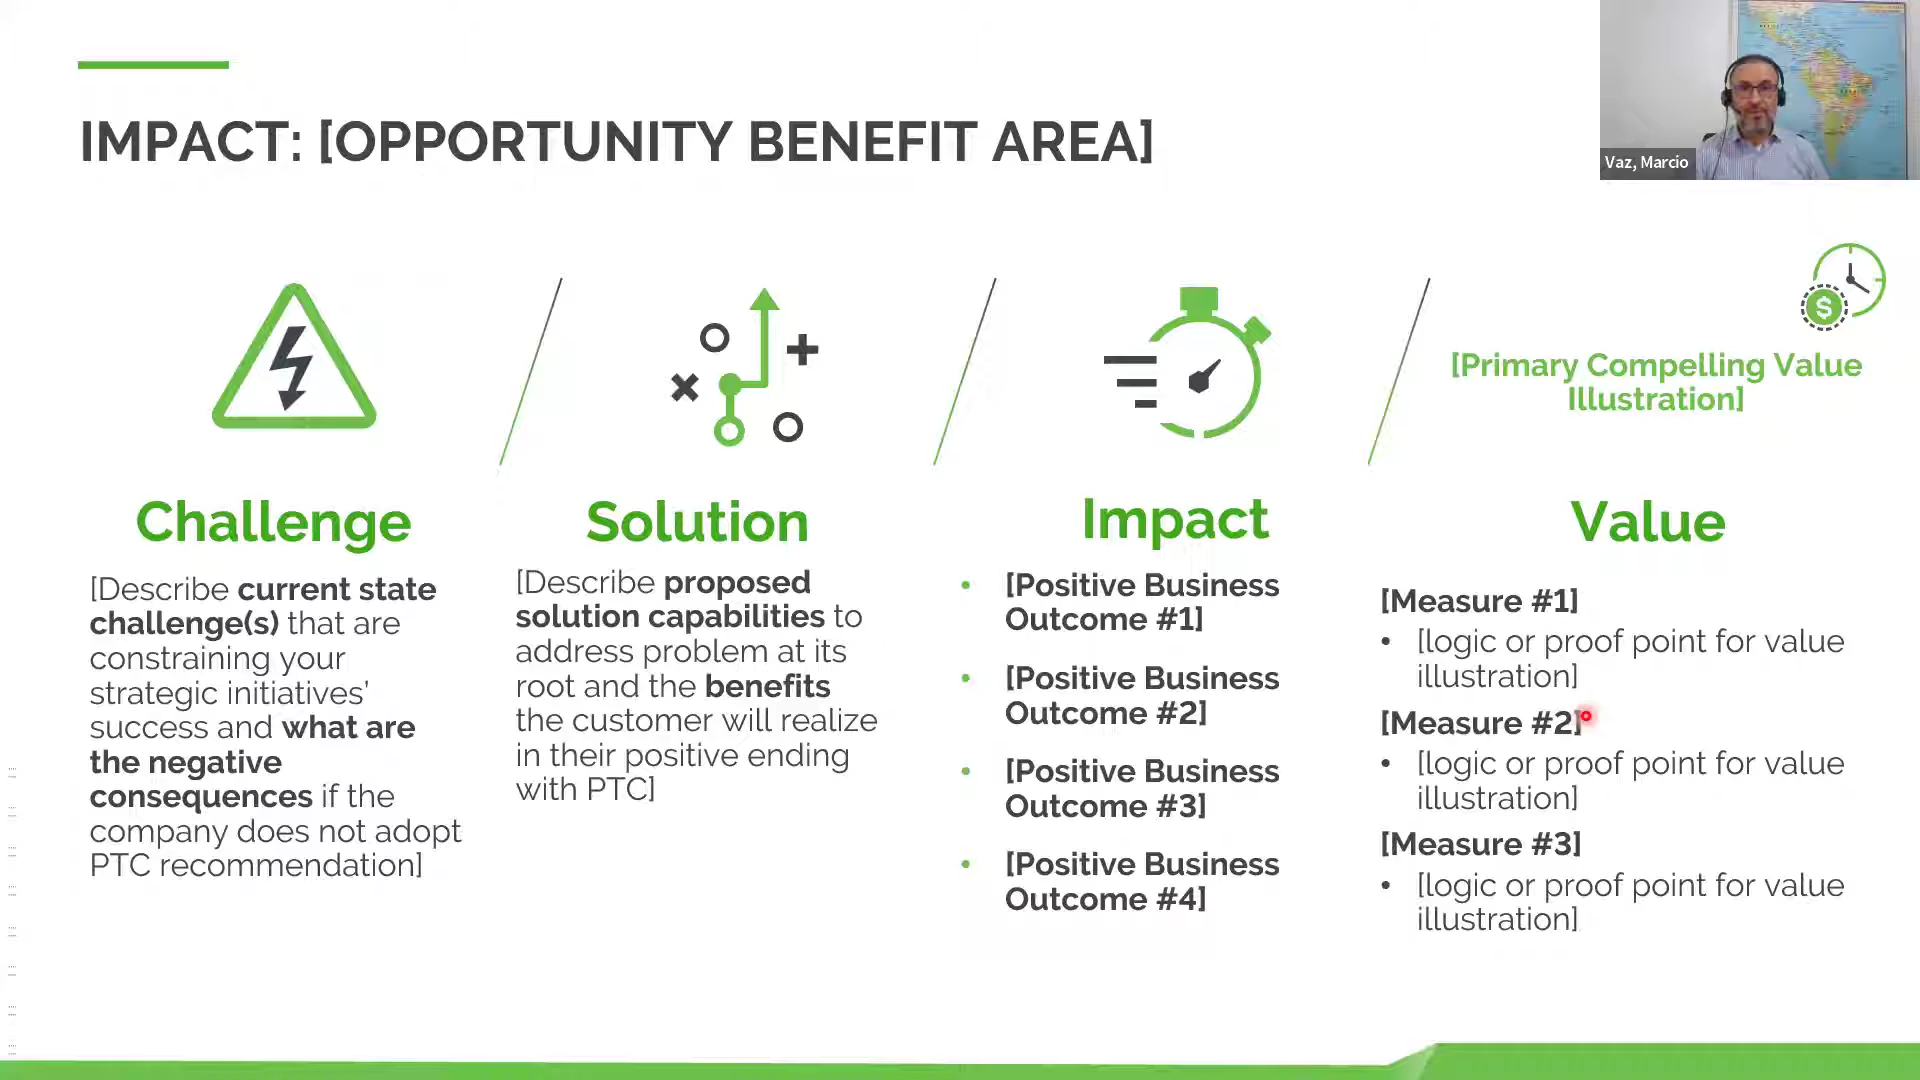 IMPACT: [OPPORTUNITY BENEFIT AREA]
Vaz, Marcio
$
[Primary Compelling Value
Illustration]
Challenge
[Describe current state
challenge(s) that are
constraining your
strategic initiatives’
success and what are
the negative
consequences if the
company does not adopt
PTC recommendation]
Solution
[Describe proposed
solution capabilities to
address problem at its
root and the benefits
the customer will realize
in their positive ending
with PTC]
Impact
• [Positive Business
Outcome #1]
• [Positive Business
Outcome #2]
• [Positive Business
Outcome #3]
• [Positive Business
Outcome #4]
Value
[Measure #1]
• [logic or proof point for value
illustration]
[Measure #2]
• [logic or proof point for value
illustration]
[Measure #3]
• [logic or proof point for value
illustration]